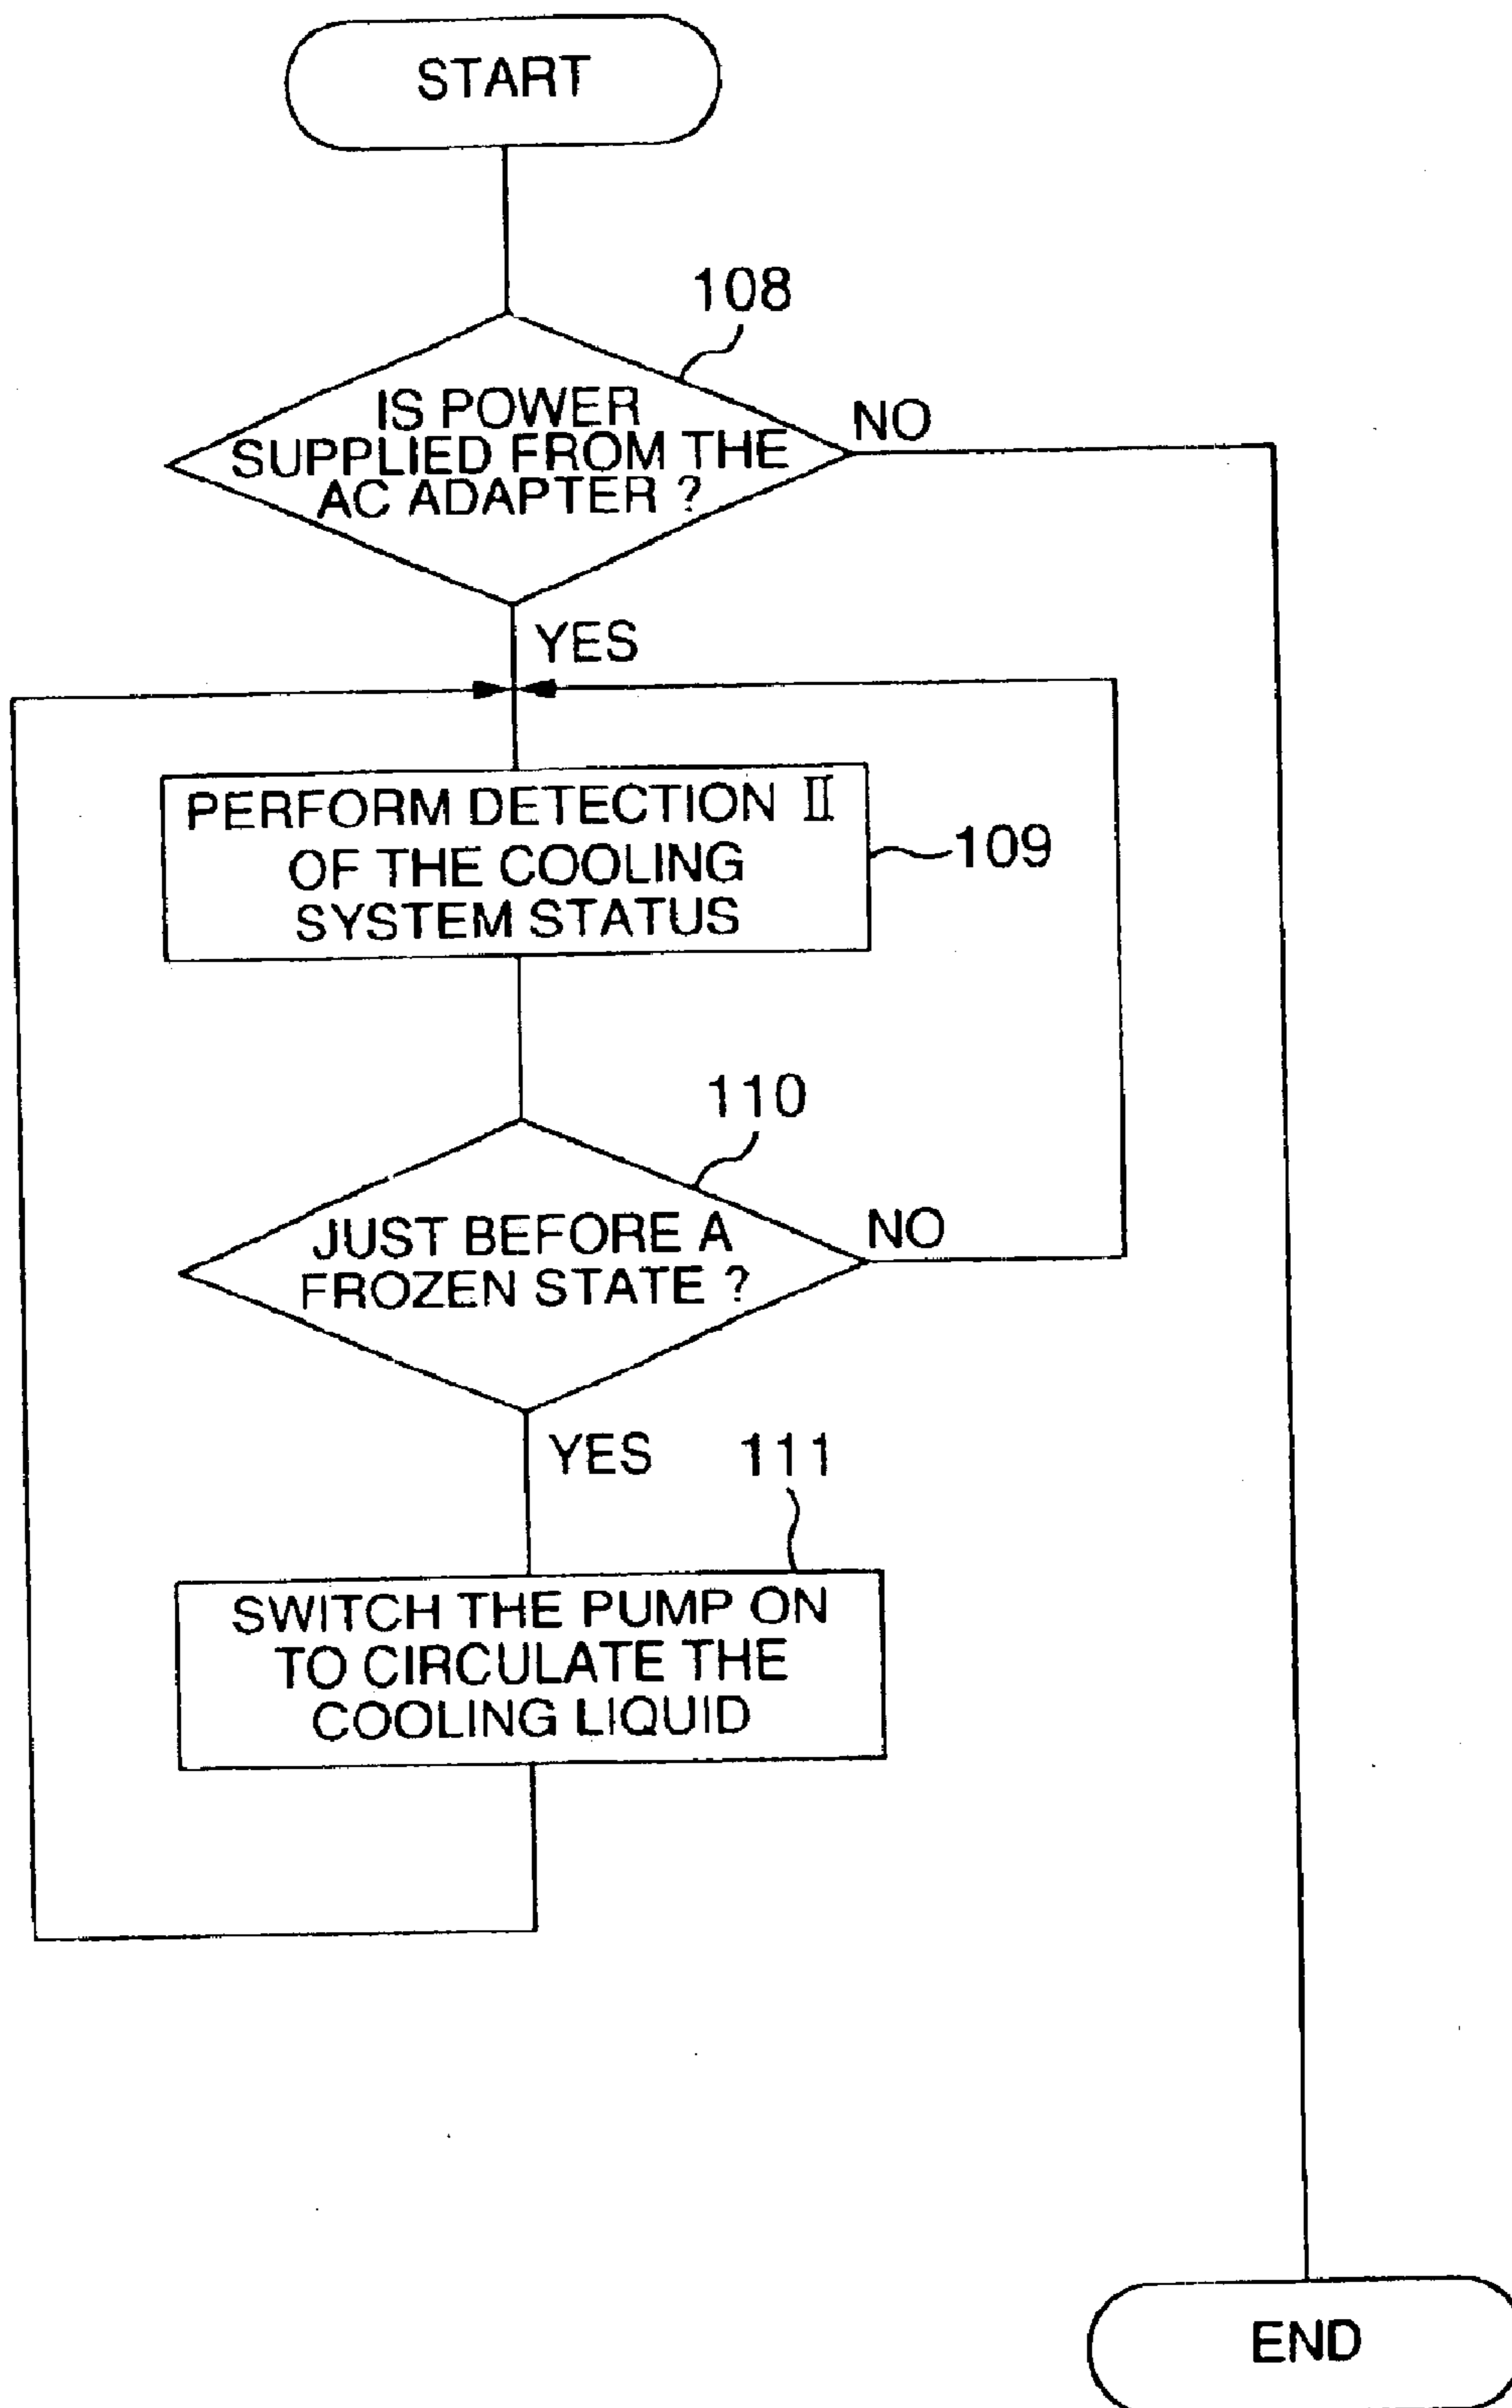 START
108
IS POWER
SUPPLIED FROM THE
AC ADAPTER ?
NO
YES
PERFORM DETECTION II
OF THE COOLING
SYSTEM STATUS
109
110
JUST BEFORE A
FROZEN STATE ?
NO
YES
111
SWITCH THE PUMP ON
TO CIRCULATE THE
COOLING LIQUID
END